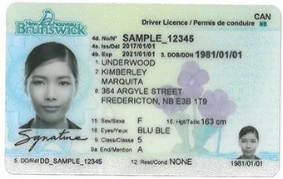 New Nouveau
Brunswick
Driver Licence / Permis de conduire
CAN
NB
4d. No/N° SAMPLE_12345
4a. Iss/Dél 2017/01/01
4b. Exp 2021/01/01 3. DOB/DDN 1981/01/01
1 UNDERWOOD
2 KIMBERLEY
MARQUITA
8 364 ARGYLE STREET
FREDERICTON, NB E3B 1T9
15. Sex/Sexe F 16. Hgt/Taille 163 cm
18. Eyes/Yeux BLU BLE
9. Class/Classe 5
9a. End/Mention A
12. Rest/Cond NONE
Signature
5. DD/Réf DD_SAMPLE_12345
1981/01/01